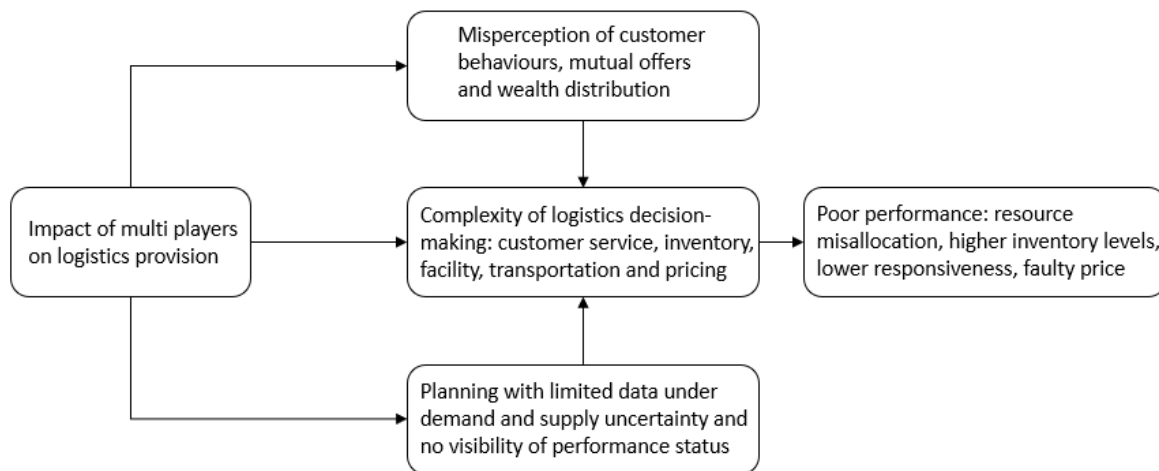 Misperception of customer
behaviours, mutual offers
and wealth distribution
Impact of multi players
on logistics provision
Complexity of logistics decision-
making: customer service, inventory,
facility, transportation and pricing
Poor performance: resource
misallocation, higher inventory levels,
lower responsiveness, faulty price
Planning with limited data under
demand and supply uncertainty and
no visibility of performance status